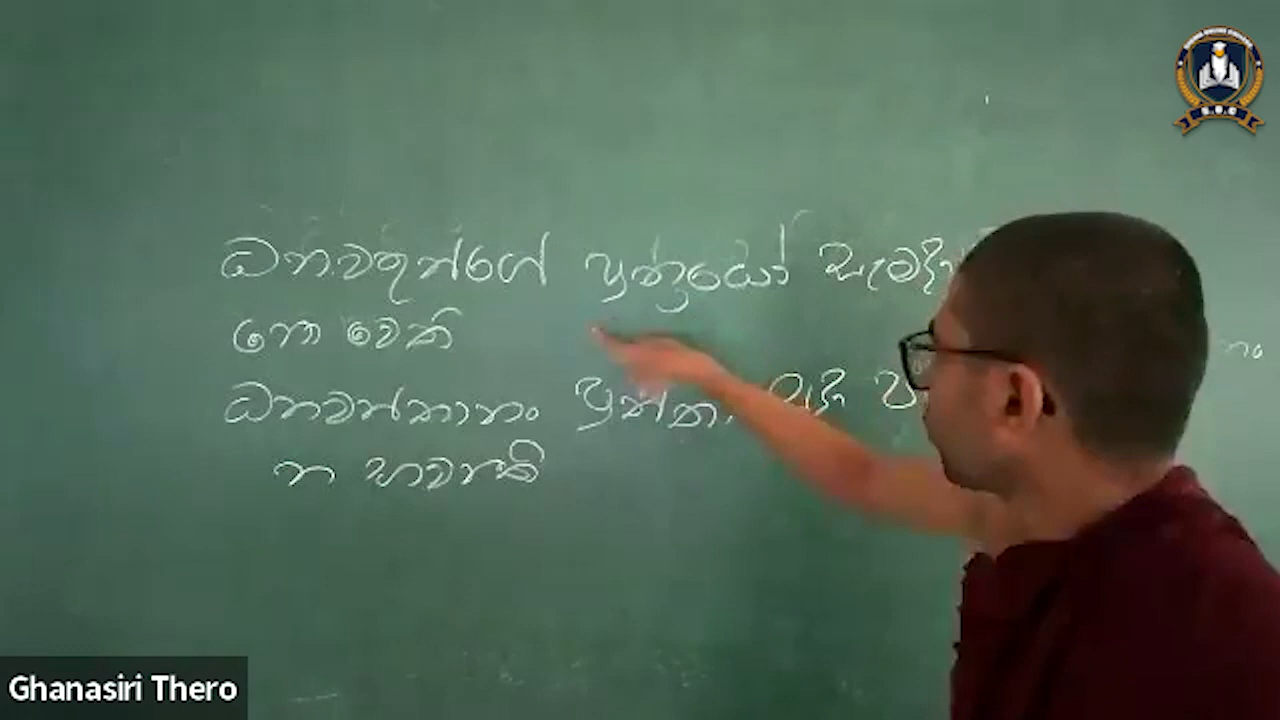 ධනවතුන්ගේ පුත්‍රයෝ සැමදා
නො වෙති
ධනවන්තානං පුත්තා
න භවන්ති
Ghanasiri Thero